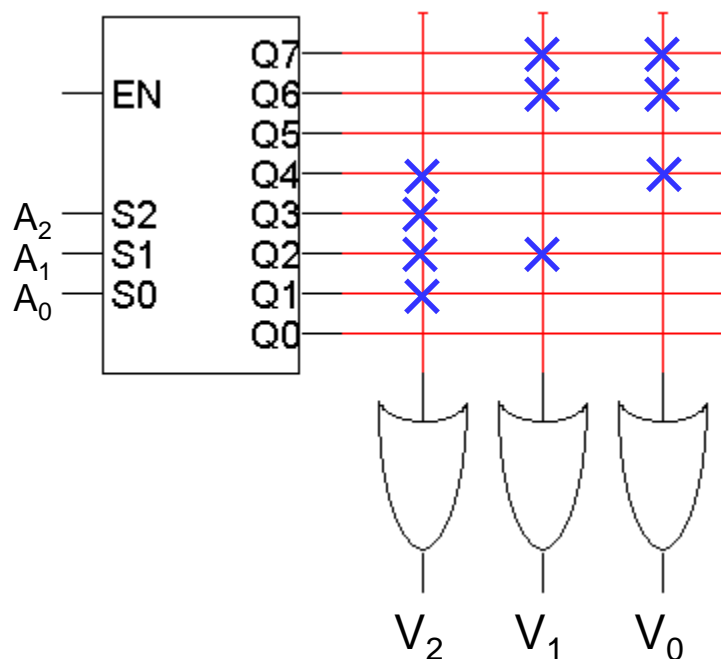 Q7
EN Q6
Q5
Q4
A₂ S2 Q3
A₁ S1 Q2
A₀ S0 Q1
Q0
V₂ V₁ V₀